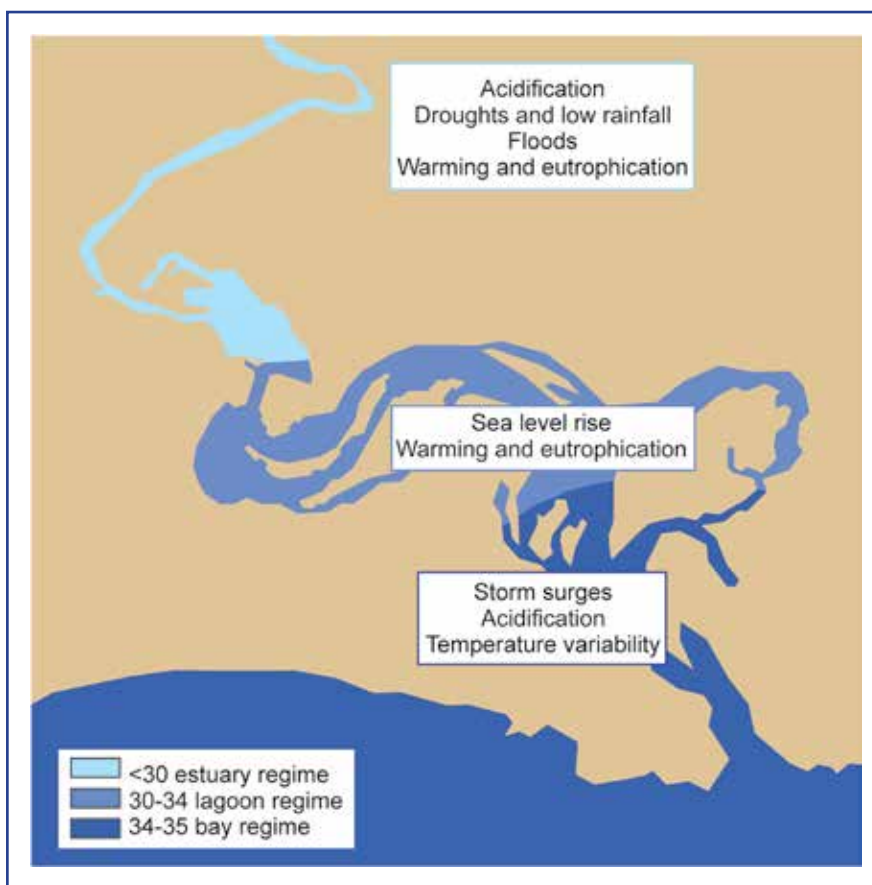 Acidification
Droughts and low rainfall
Floods
Warming and eutrophication
Sea level rise
Warming and eutrophication
Storm surges
Acidification
Temperature variability
<30 estuary regime
30-34 lagoon regime
34-35 bay regime